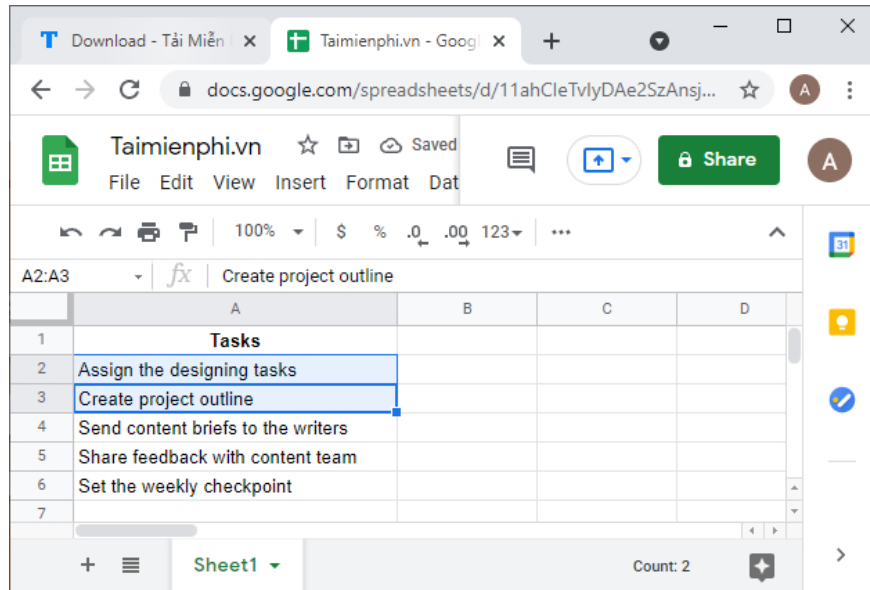 Download - Tải Miễn
Taimienphi.vn - Goog
docs.google.com/spreadsheets/d/11ahCleTvlyDAe2SzAnsj...
A
Taimienphi.vn
Saved
Share
A
File Edit View Insert Format Dat
100% $ % .0 .00 123
31
A2:A3 fx Create project outline
A B C D
1 Tasks
2 Assign the designing tasks
3 Create project outline
4 Send content briefs to the writers
5 Share feedback with content team
6 Set the weekly checkpoint
7
Sheet1 Count: 2